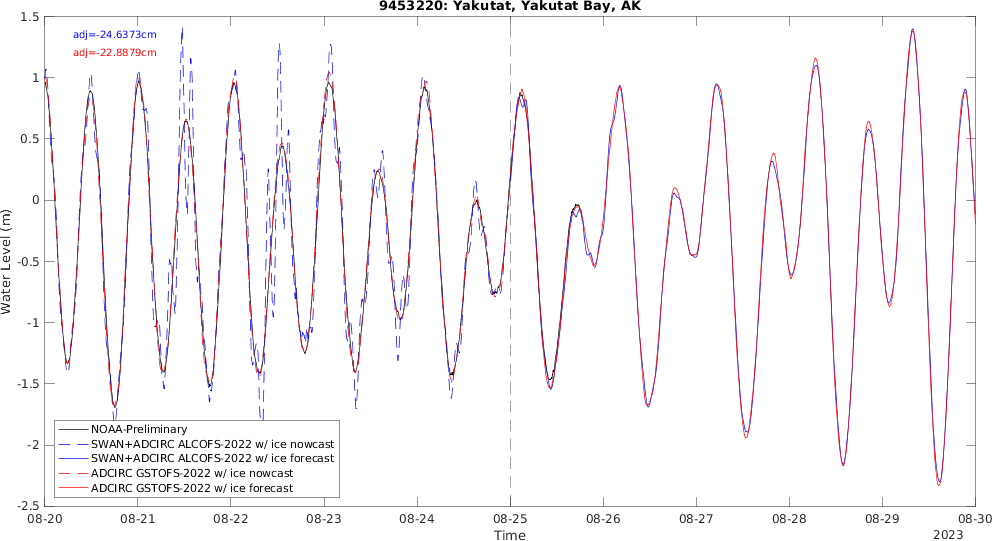 9453220: Yakutat, Yakutat Bay, AK
adj=-24.6373cm
adj=-22.8879cm
Water Level (m)
1.5
1
0.5
0
-0.5
-1
-1.5
-2
-2.5
NOAA-Preliminary
SWAN+ADCIRC ALCOFS-2022 w/ ice nowcast
SWAN+ADCIRC ALCOFS-2022 w/ ice forecast
ADCIRC GSTOFS-2022 w/ ice nowcast
ADCIRC GSTOFS-2022 w/ ice forecast
08-20 08-21 08-22 08-23 08-24 08-25 08-26 08-27 08-28 08-29 08-30
Time
2023